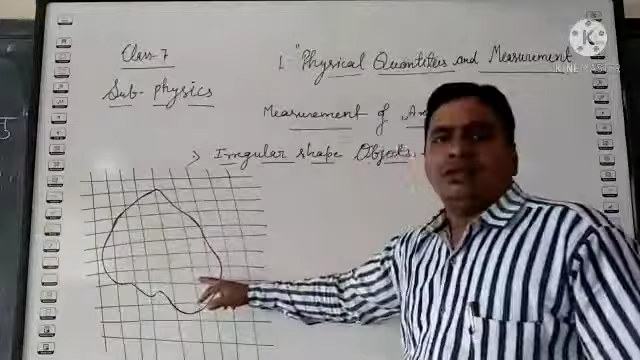 Class 7
Sub- physics
1. "Physical Quantities and Measurement
Measurement of
> Irregular shape Objects.
K
KINEMASTER